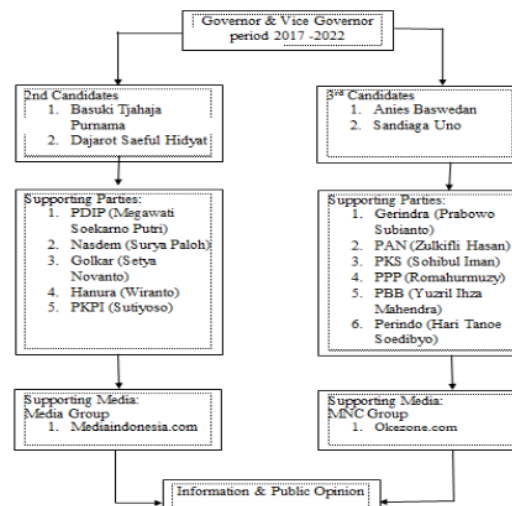 Governor & Vice Governor
period 2017 -2022
2nd Candidates
1. Basuki Tjahaja
Purnama
2. Dajarot Saeful Hidyat
3rd Candidates
1. Anies Baswedan
2. Sandiaga Uno
Supporting Parties:
1. PDIP (Megawati
Soekarno Putri)
2. Nasdem (Surya Paloh)
3. Golkar (Setya
Novanto)
4. Hanura (Wiranto)
5. PKPI (Sutiyoso)
Supporting Parties:
1. Gerindra (Prabowo
Subianto)
2. PAN (Zulkifli Hasan)
3. PKS (Sohibul Iman)
4. PPP (Romahurmuzy)
5. PBB (Yuzril Ihza
Mahendra)
6. Perindo (Hari Tanoe
Soedibyo)
Supporting Media:
Media Group
1. Mediaindonesia.com
Supporting Media:
MNC Group
1. Okezone.com
Information & Public Opinion